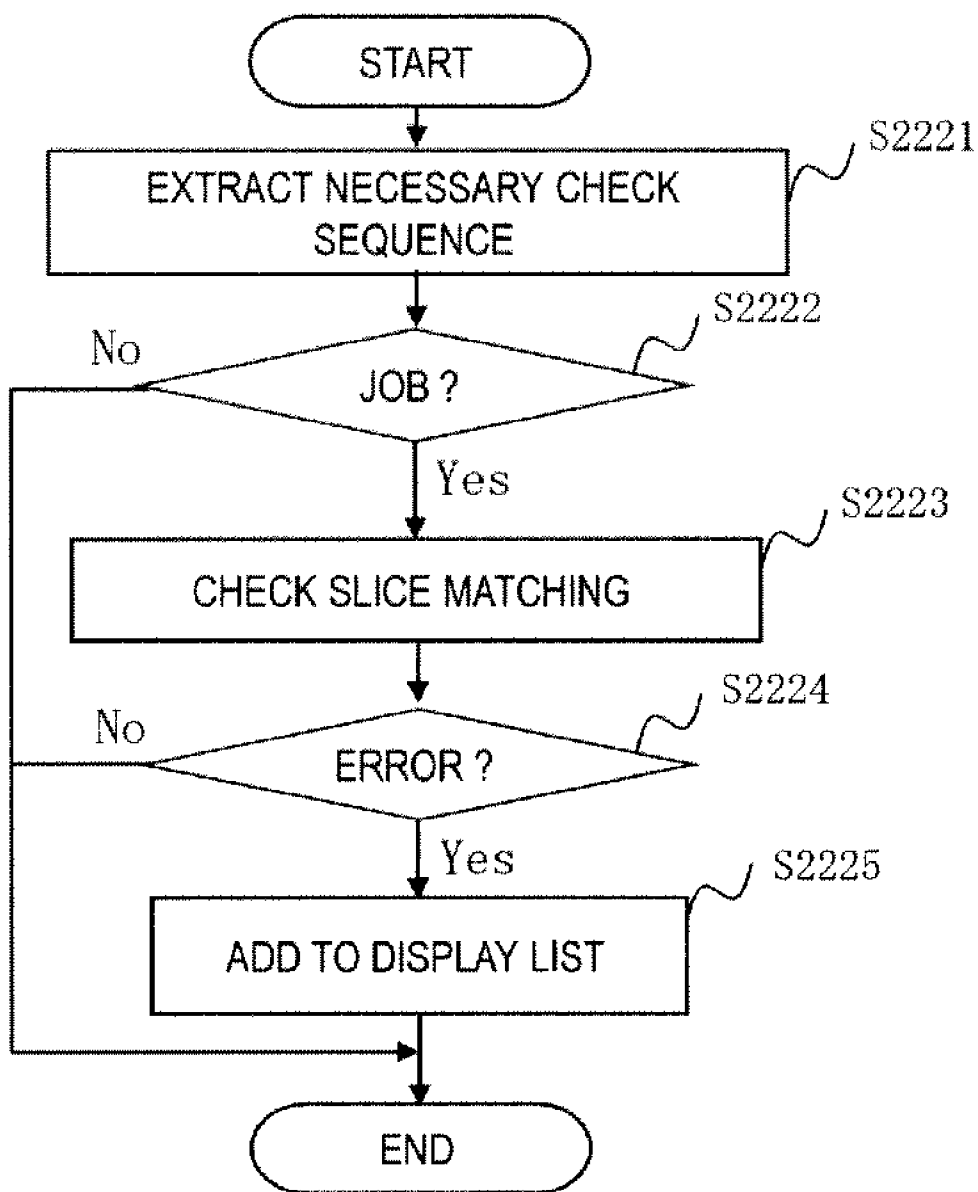 START
S2221
EXTRACT NECESSARY CHECK
SEQUENCE
S2222
No
JOB ?
Yes
S2223
CHECK SLICE MATCHING
S2224
No
ERROR ?
Yes
S2225
ADD TO DISPLAY LIST
END